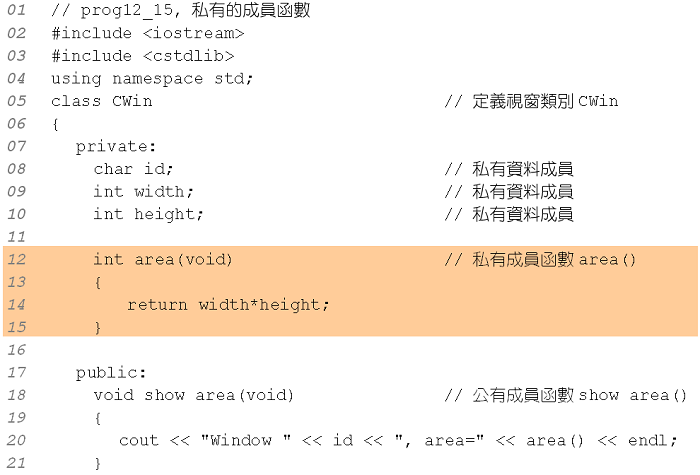 01 // prog12_15, 私有的成員函數
02 #include <iostream>
03 #include <cstdlib>
04 using namespace std;
05 class CWin // 定義視窗類別 CWin
06 {
07 private:
08 char id; // 私有資料成員
09 int width; // 私有資料成員
10 int height; // 私有資料成員
11
12 int area(void) // 私有成員函數 area()
13 {
14 return width*height;
15 }
16
17 public:
18 void show area(void) // 公有成員函數 show area()
19 {
20 cout << "Window " << id << ", area=" << area() << endl;
21 }